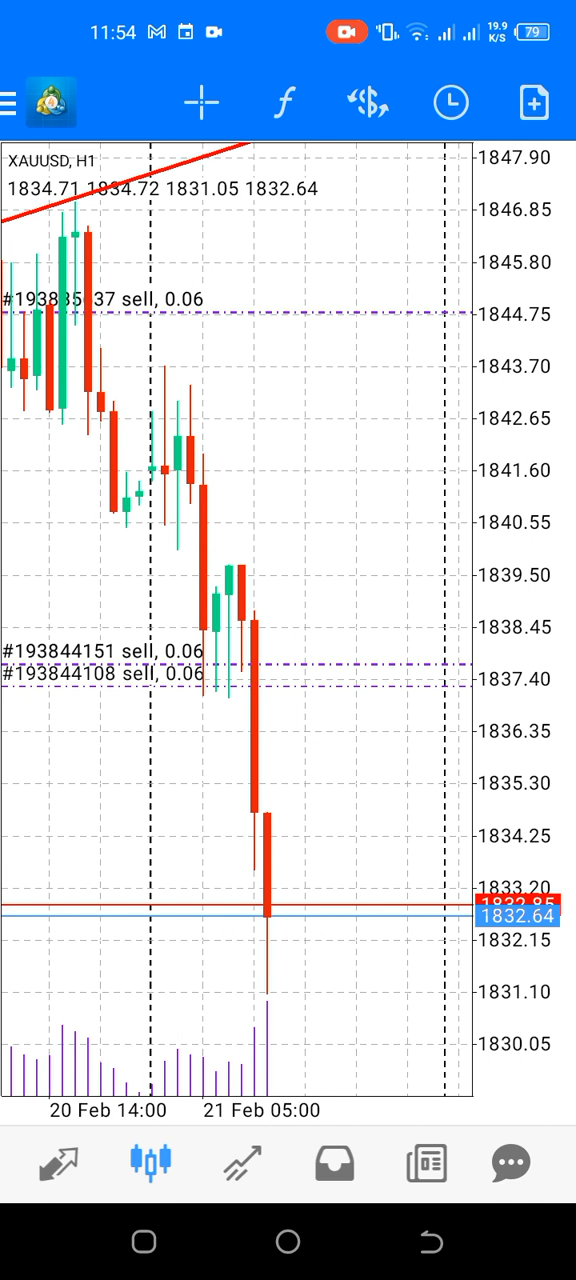 11:54
19.9
K/S
79
XAUUSD, H1
1834.71 1834.72 1831.05 1832.64
sell, 0.06
#193844151 sell, 0.06
#193844108 sell, 0.06
1847.90
1846.85
1845.80
1844.75
1843.70
1842.65
1841.60
1840.55
1839.50
1838.45
1837.40
1836.35
1835.30
1834.25
1833.20
1832.85
1832.64
1832.15
1831.10
1830.05
20 Feb 14:00
21 Feb 05:00